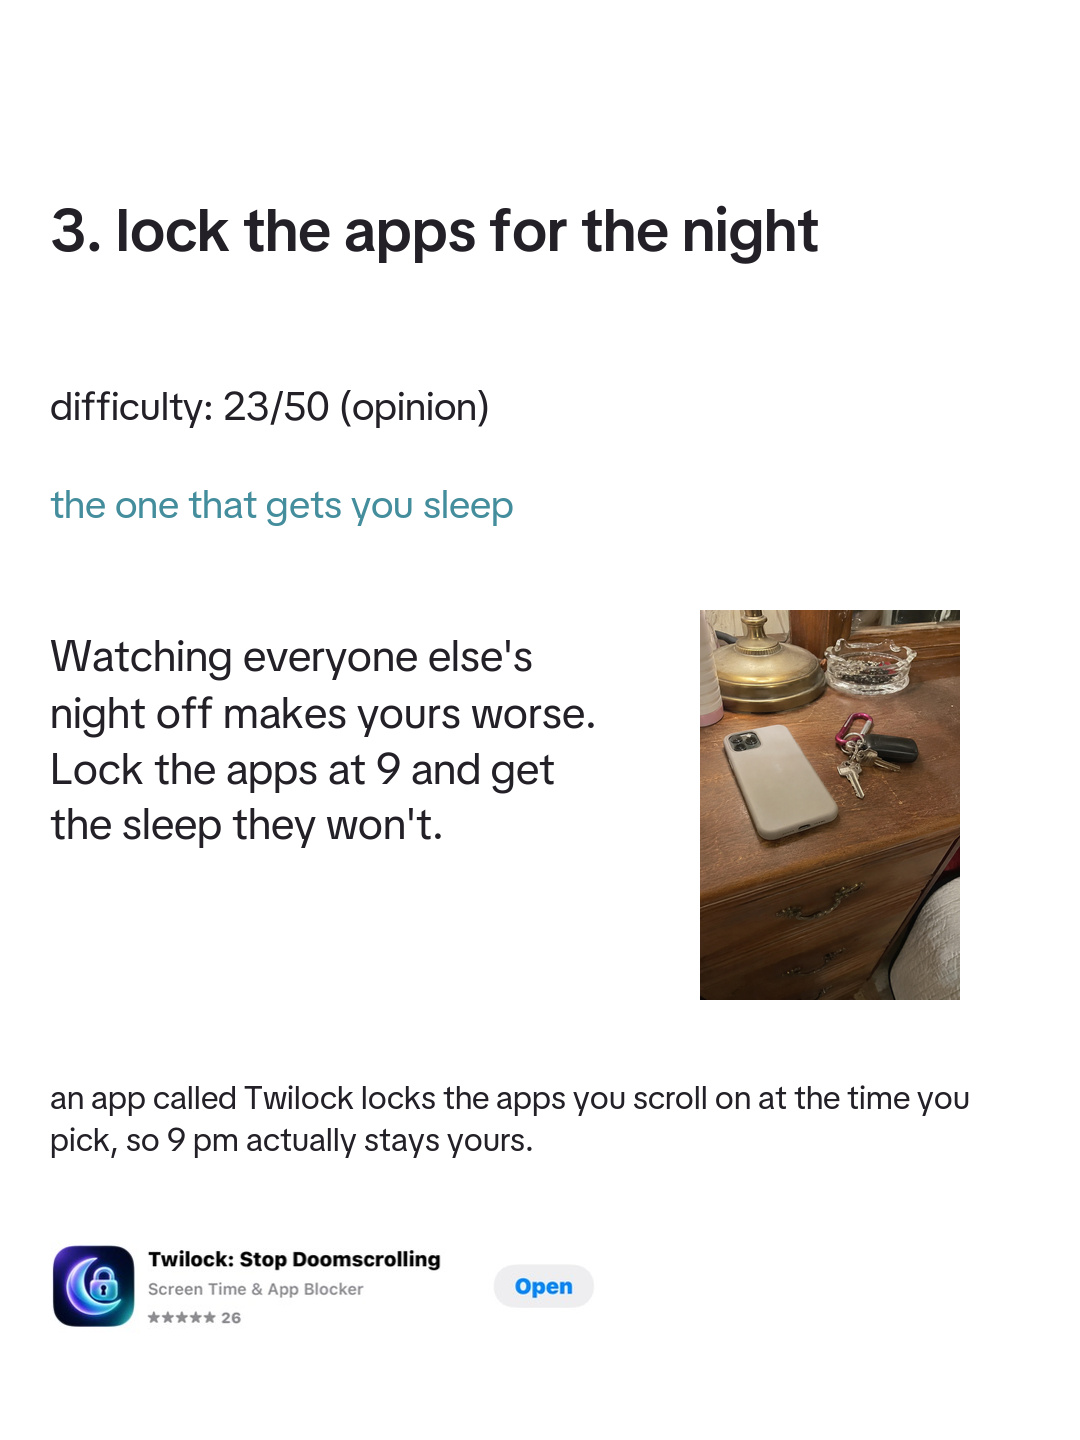 3. lock the apps for the night
difficulty: 23/50 (opinion)
the one that gets you sleep
Watching everyone else's
night off makes yours worse.
Lock the apps at 9 and get
the sleep they won't.
an app called Twilock locks the apps you scroll on at the time you
pick, so 9 pm actually stays yours.
Twilock: Stop Doomscrolling
Screen Time & App Blocker
★★★★★ 26
Open